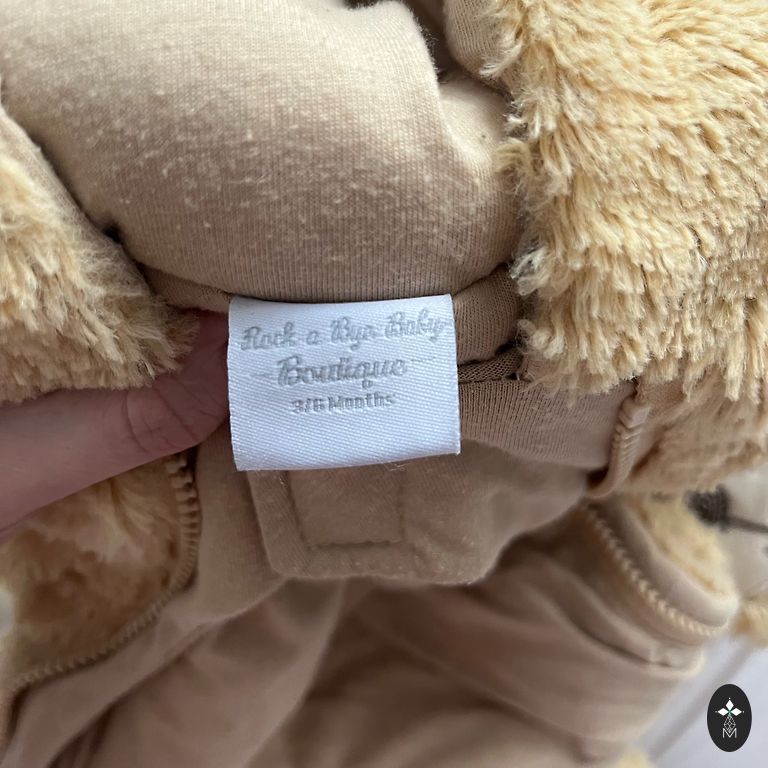 Rock a Bye Baby
Boutique
3/6 Months
M